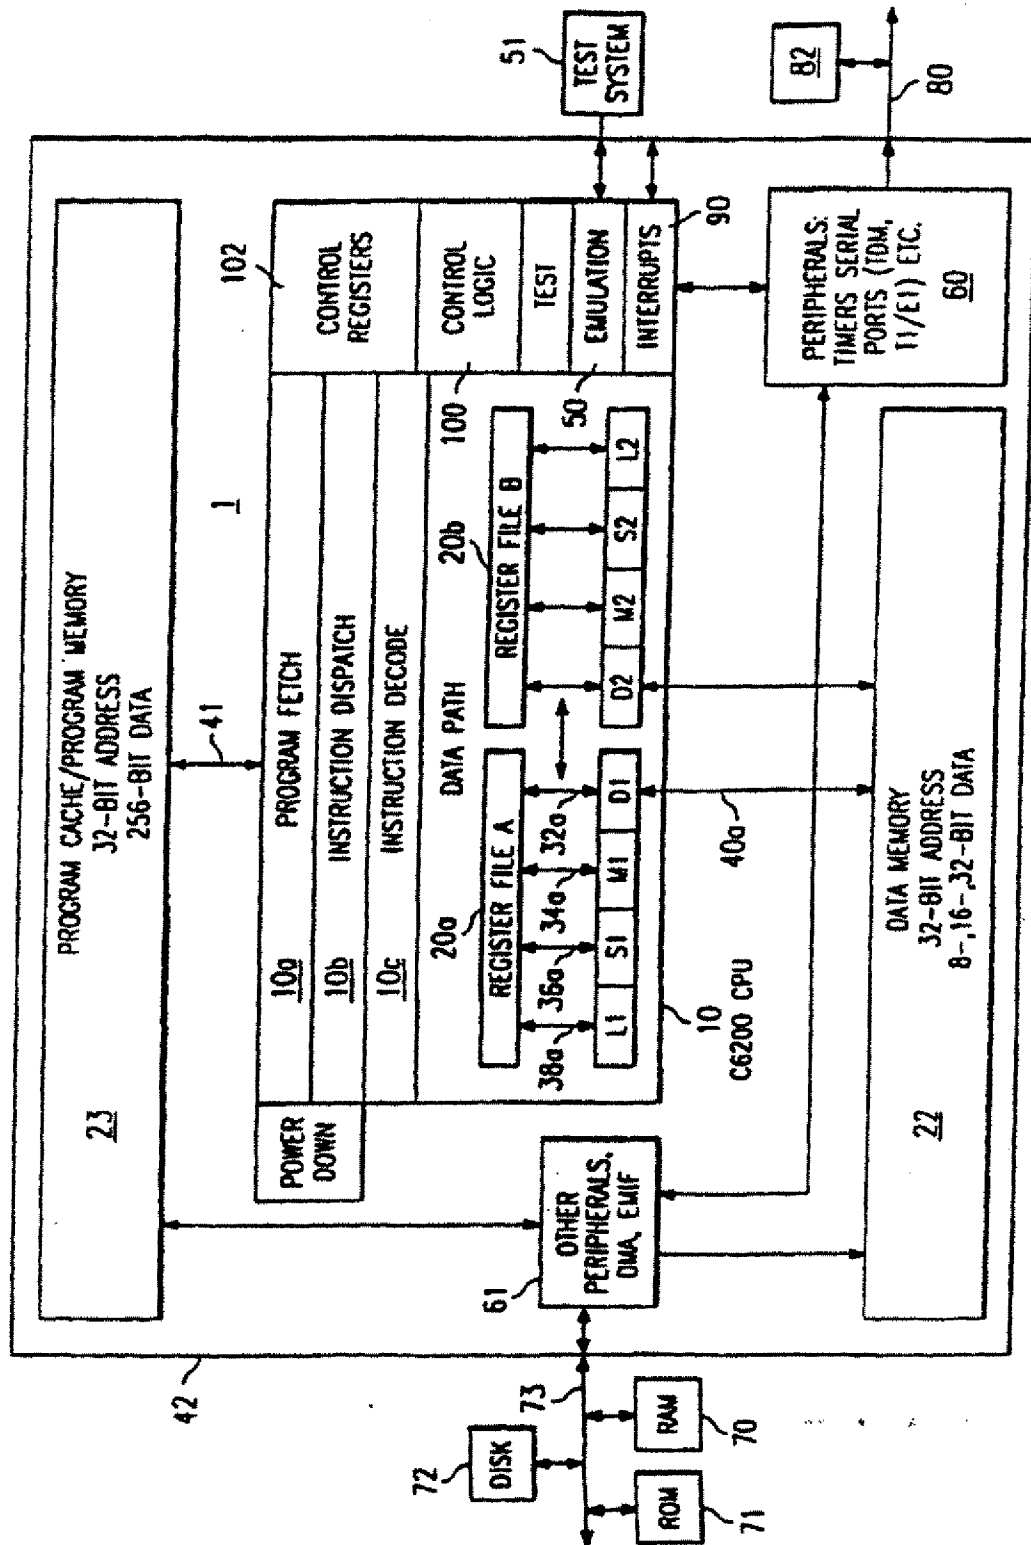 42
PROGRAM CACHE/PROGRAM MEMORY
32-BIT ADDRESS
256-BIT DATA
23
41
1
POWER
DOWN
10a
PROGRAM FETCH
10b
INSTRUCTION DISPATCH
10c
INSTRUCTION DECODE
DATA PATH
102
CONTROL
REGISTERS
CONTROL
LOGIC
100
TEST
EMULATION
50
INTERRUPTS
90
20a
REGISTER FILE A
20b
REGISTER FILE B
38a
36a
34a
32a
L1
S1
M1
D1
D2
M2
S2
L2
10
C6200 CPU
40a
51
TEST
SYSTEM
82
80
72
DISK
73
ROM
71
RAM
70
61
OTHER
PERIPHERALS.
DMA, EMIF
22
DATA MEMORY
32-BIT ADDRESS
8-,16-,32-BIT DATA
PERIPHERALS:
TIMERS SERIAL
PORTS (TDM,
T1/E1) ETC.
60